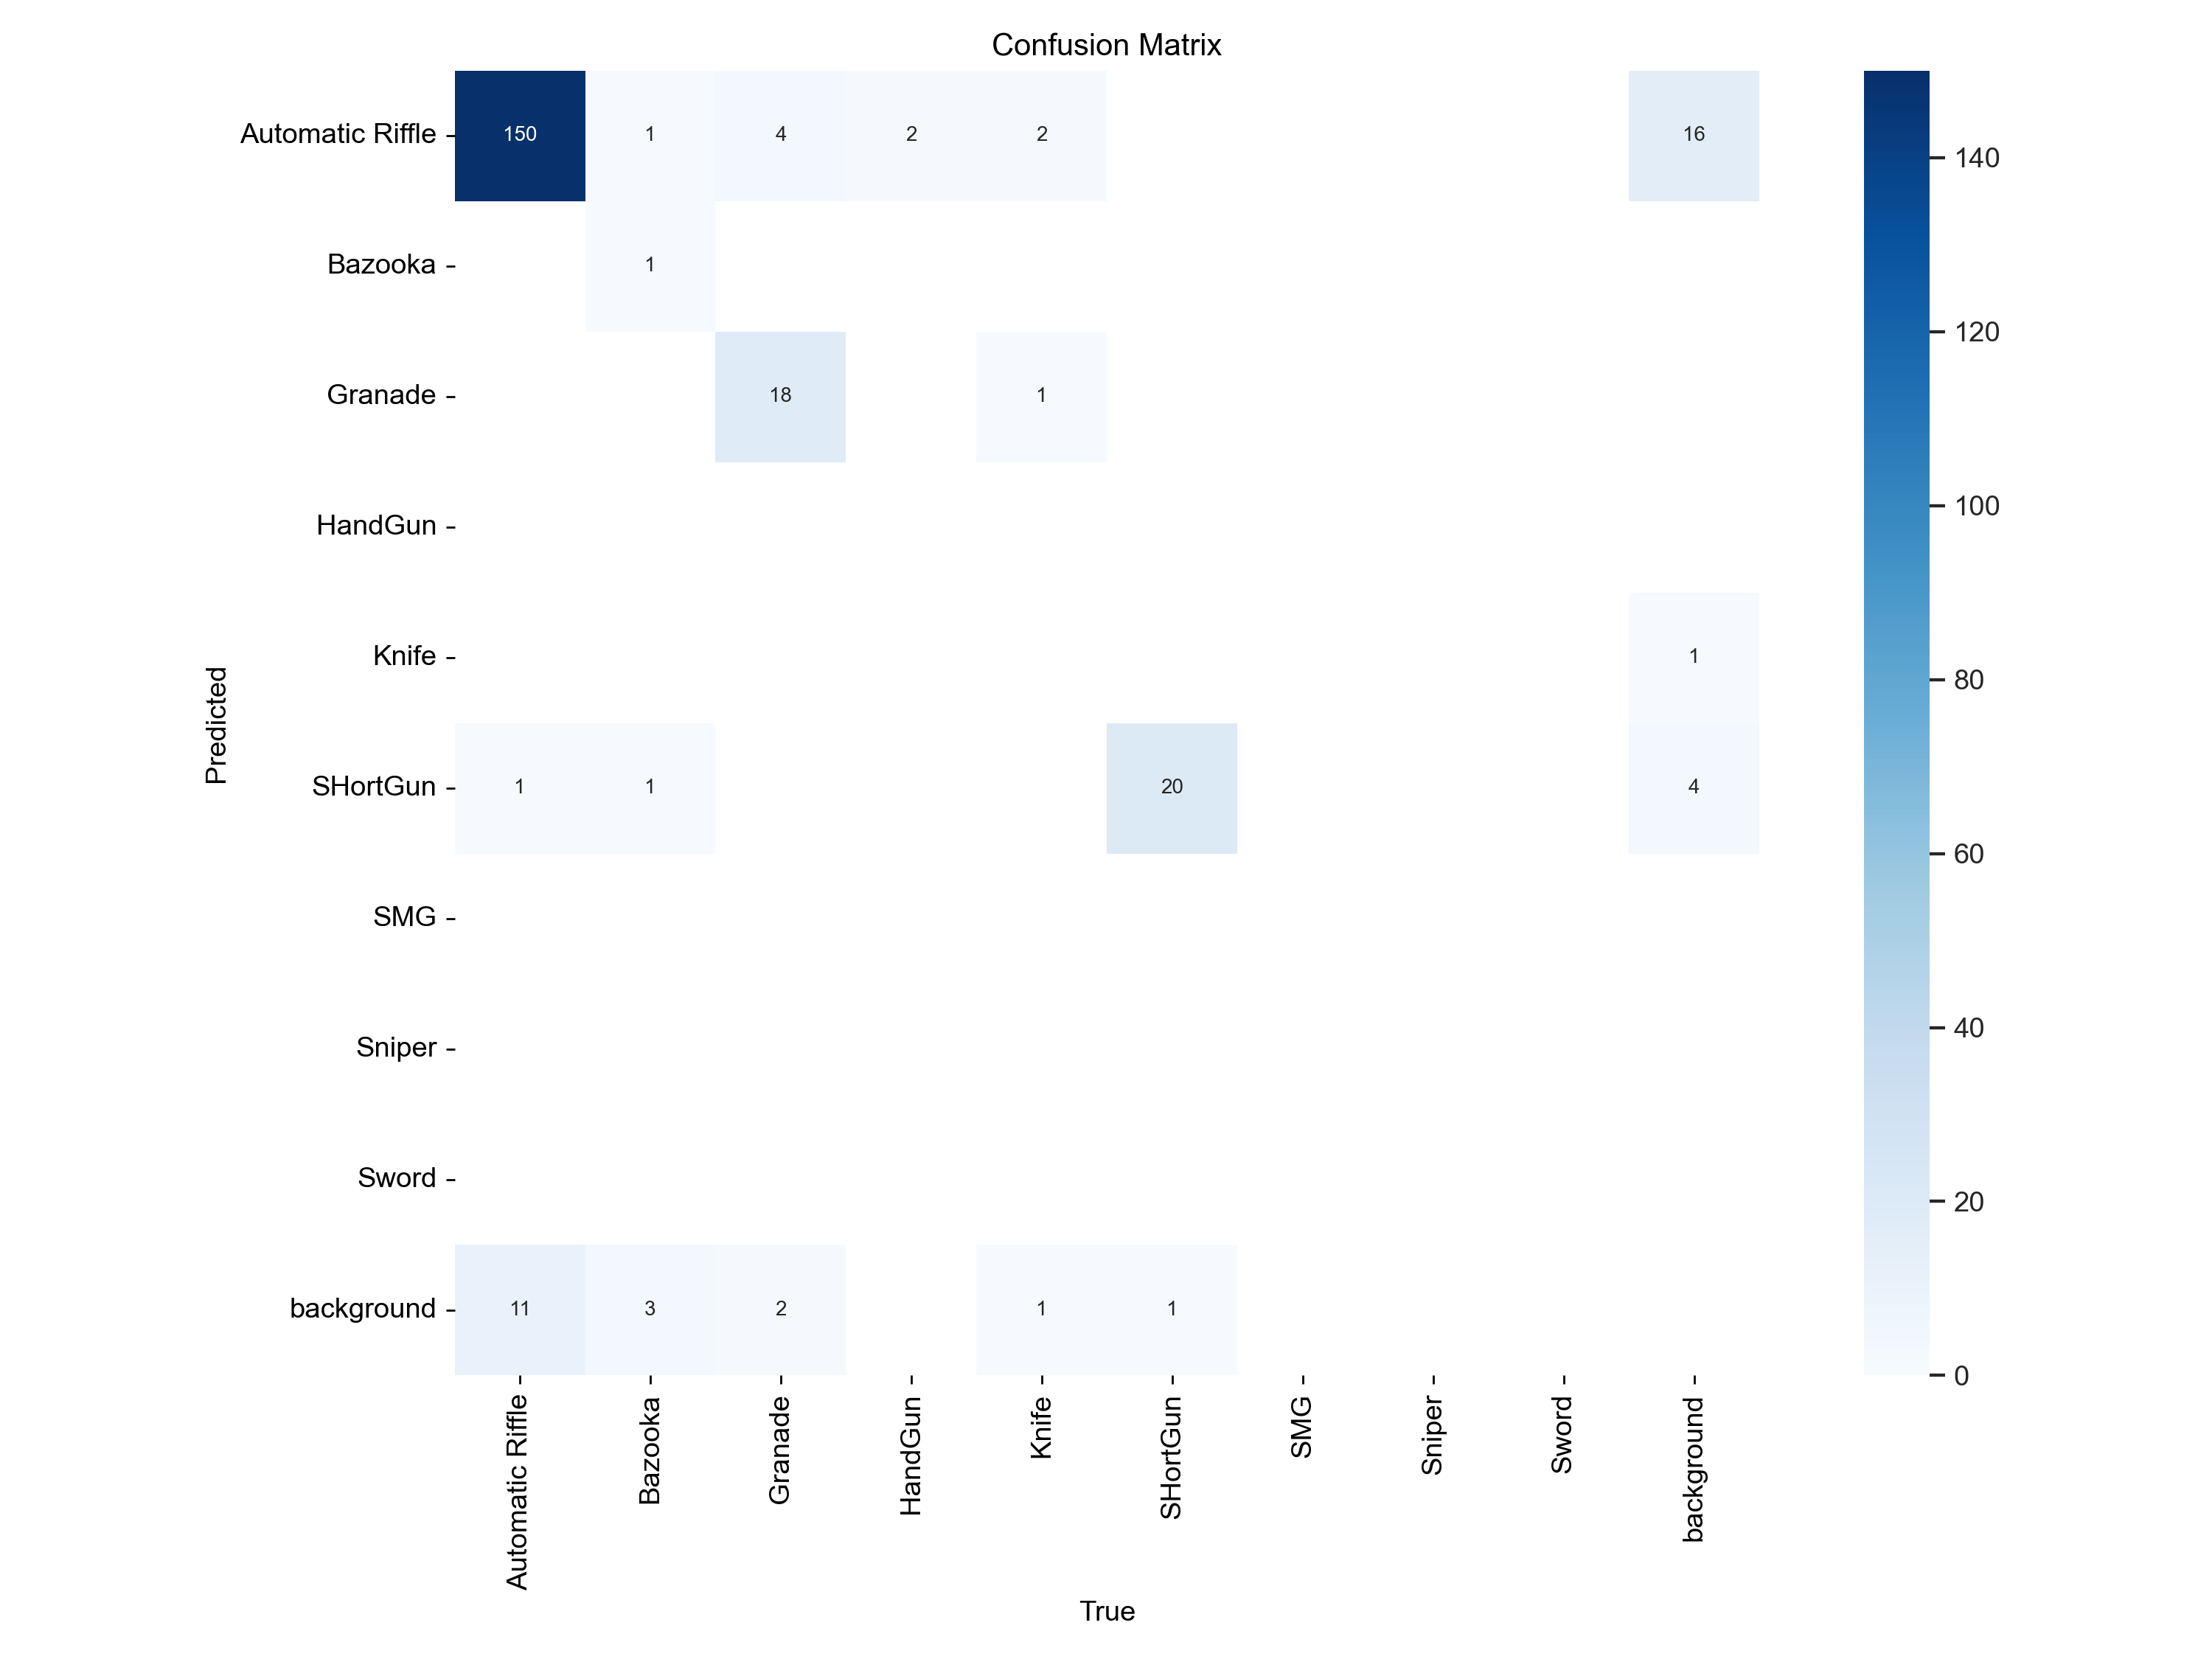 Confusion Matrix
Automatic Riffle 150 1 4 2 2 16
Bazooka 1
Granade 18 1
HandGun
Knife 1
SHortGun 1 1 20 4
SMG
Sniper
Sword
background 11 3 2 1 1
Predicted
Automatic Riffle
Bazooka
Granade
HandGun
Knife
SHortGun
SMG
Sniper
Sword
background
True
140
120
100
80
60
40
20
0